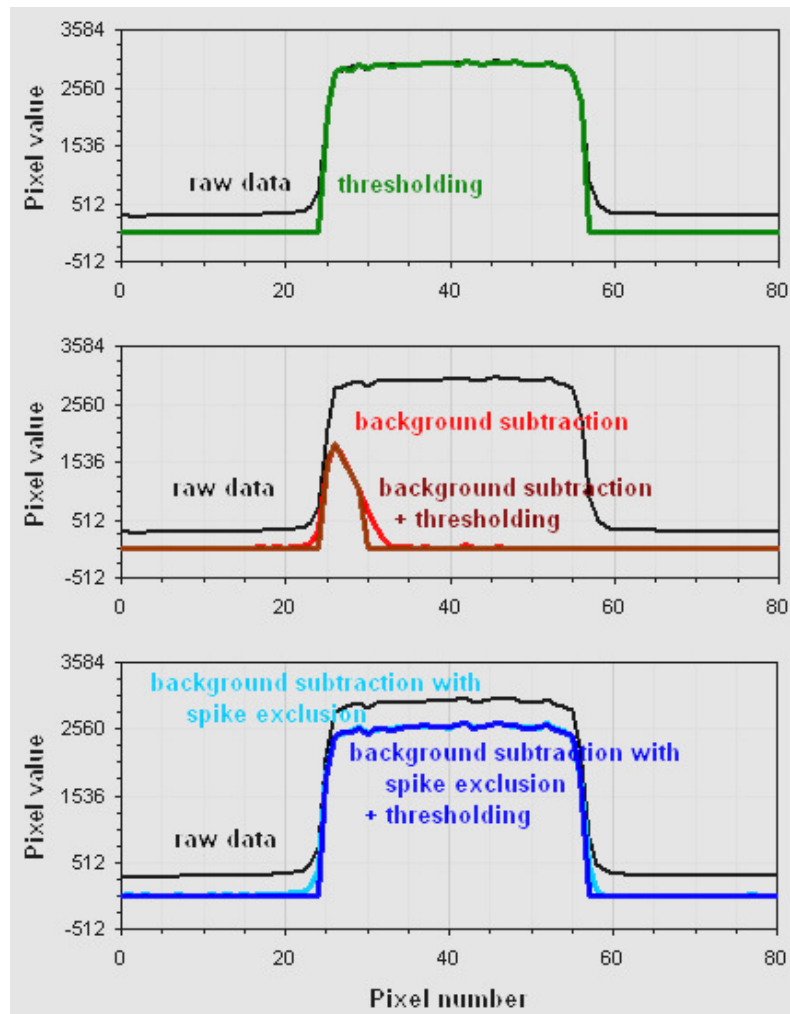 3584
2560
1536
512
-512
Pixel value
raw data
thresholding
0 20 40 60 80
3584
2560
1536
512
-512
Pixel value
background subtraction
raw data
background subtraction
+ thresholding
0 20 40 60 80
3584
2560
1536
512
-512
Pixel value
background subtraction with
spike exclusion
background subtraction with
spike exclusion
+ thresholding
raw data
0 20 40 60 80
Pixel number